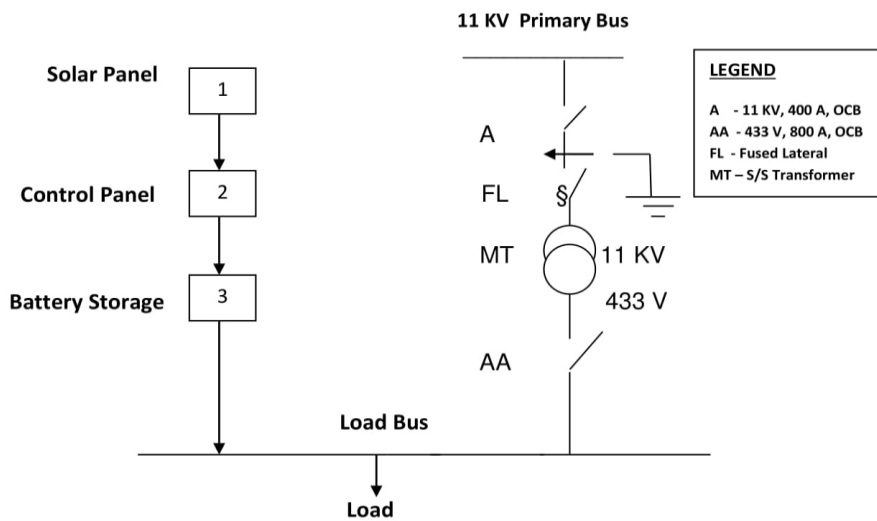 11 KV Primary Bus
Solar Panel
1
Control Panel
2
Battery Storage
3
A
FL
§
MT
11 KV
433 V
AA
LEGEND
A - 11 KV, 400 A, OCB
AA - 433 V, 800 A, OCB
FL - Fused Lateral
MT – S/S Transformer
Load Bus
Load